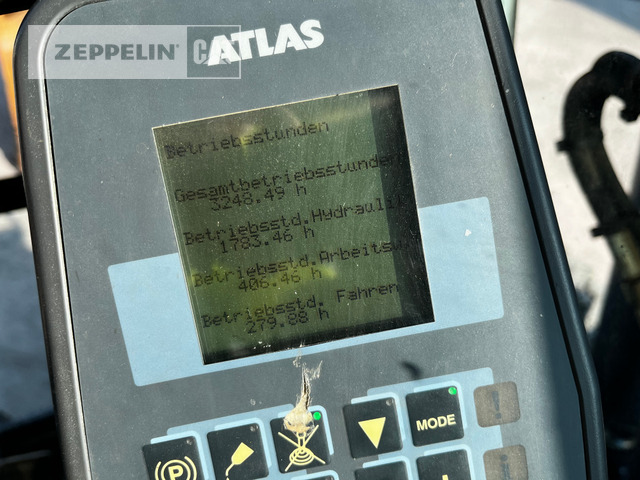 ZEPPELIN CAT
ATLAS
Betriebsstunden
Gesamtbetriebsstunden
3248.49 h
Betriebsstd.Hydraulik
1783.46 h
Betriebsstd.Arbeits
406.46 h
Betriebsstd. Fahren
279.88 h
P
MODE